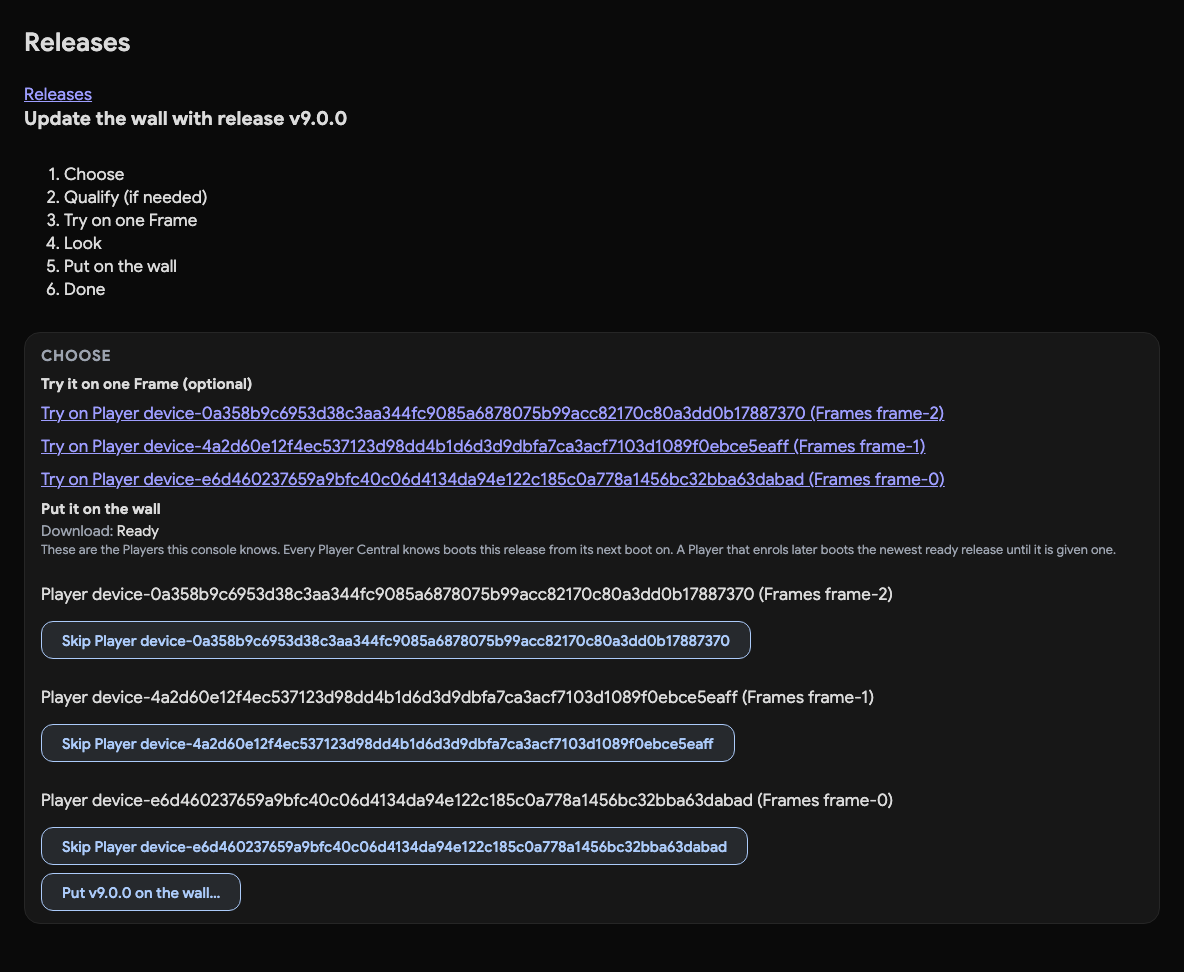 Releases
Releases
Update the wall with release v9.0.0
1. Choose
2. Qualify (if needed)
3. Try on one Frame
4. Look
5. Put on the wall
6. Done
CHOOSE
Try it on one Frame (optional)
Try on Player device-0a358b9c6953d38c3aa344fc9085a6878075b99acc82170c80a3dd0b17887370 (Frames frame-2)
Try on Player device-4a2d60e12f4ec537123d98dd4b1d6d3d9dbfa7ca3acf7103d1089f0ebce5eaff (Frames frame-1)
Try on Player device-e6d460237659a9bfc40c06d4134da94e122c185c0a778a1456bc32bba63dabad (Frames frame-0)
Put it on the wall
Download: Ready
These are the Players this console knows. Every Player Central knows boots this release from its next boot on. A Player that enrols later boots the newest ready release until it is given one.
Player device-0a358b9c6953d38c3aa344fc9085a6878075b99acc82170c80a3dd0b17887370 (Frames frame-2)
Skip Player device-0a358b9c6953d38c3aa344fc9085a6878075b99acc82170c80a3dd0b17887370
Player device-4a2d60e12f4ec537123d98dd4b1d6d3d9dbfa7ca3acf7103d1089f0ebce5eaff (Frames frame-1)
Skip Player device-4a2d60e12f4ec537123d98dd4b1d6d3d9dbfa7ca3acf7103d1089f0ebce5eaff
Player device-e6d460237659a9bfc40c06d4134da94e122c185c0a778a1456bc32bba63dabad (Frames frame-0)
Skip Player device-e6d460237659a9bfc40c06d4134da94e122c185c0a778a1456bc32bba63dabad
Put v9.0.0 on the wall...